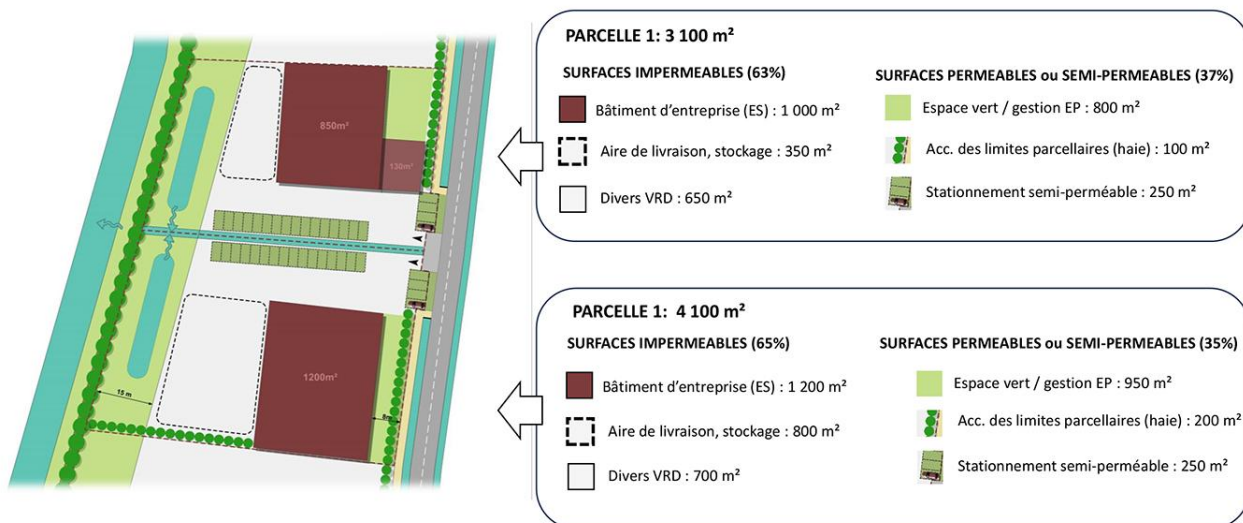 PARCELLE 1: 3 100 m²
SURFACES IMPERMEABLES (63%)
Bâtiment d'entreprise (ES) : 1 000 m²
Aire de livraison, stockage : 350 m²
Divers VRD : 650 m²
SURFACES PERMEABLES ou SEMI-PERMEABLES (37%)
Espace vert / gestion EP : 800 m²
Acc. des limites parcellaires (haie) : 100 m²
Stationnement semi-perméable : 250 m²
850m²
130m²
PARCELLE 1: 4 100 m²
SURFACES IMPERMEABLES (65%)
Bâtiment d'entreprise (ES) : 1 200 m²
Aire de livraison, stockage : 800 m²
Divers VRD : 700 m²
SURFACES PERMEABLES ou SEMI-PERMEABLES (35%)
Espace vert / gestion EP : 950 m²
Acc. des limites parcellaires (haie) : 200 m²
Stationnement semi-perméable : 250 m²
1200m²
15 m